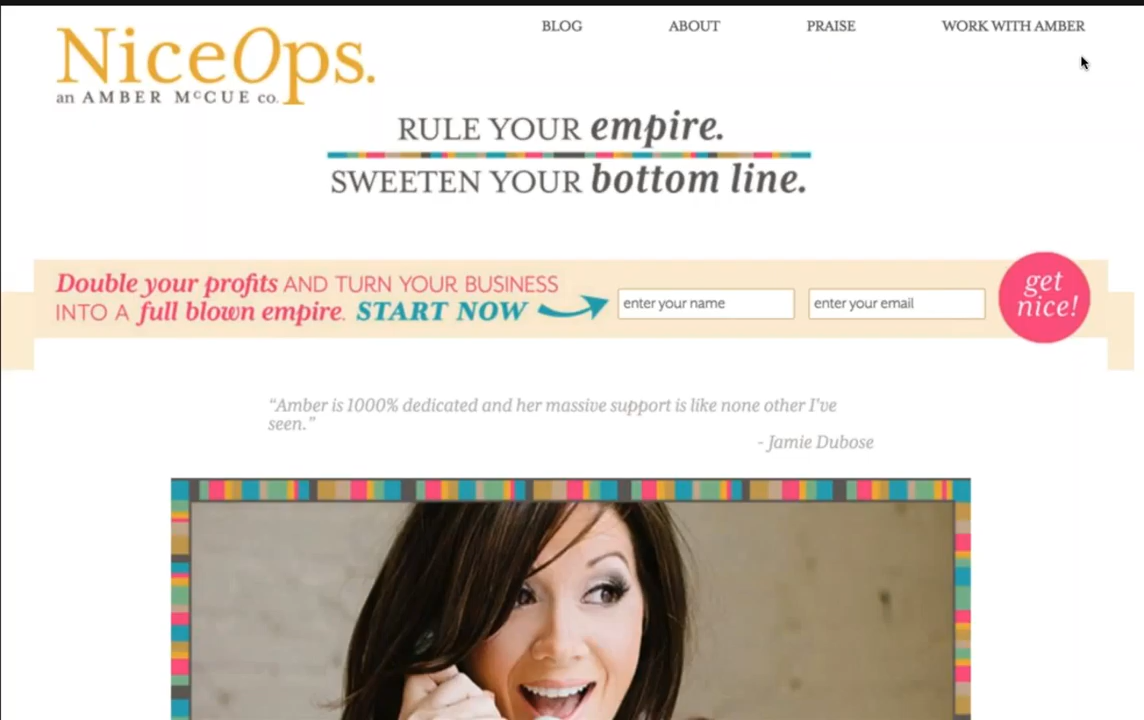 NiceOps.
an AMBER McCUE co.
BLOG ABOUT PRAISE WORK WITH AMBER
RULE YOUR empire.
SWEETEN YOUR bottom line.
Double your profits AND TURN YOUR BUSINESS
INTO A full blown empire. START NOW
enter your name
enter your email
get
nice!
“Amber is 1000% dedicated and her massive support is like none other I've
seen.”
- Jamie Dubose